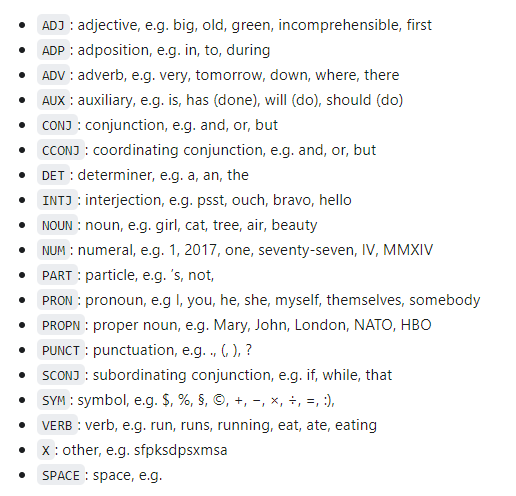 ADJ: adjective, e.g. big, old, green, incomprehensible, first
ADP: adposition, e.g. in, to, during
ADV: adverb, e.g. very, tomorrow, down, where, there
AUX: auxiliary, e.g. is, has (done), will (do), should (do)
CONJ: conjunction, e.g. and, or, but
CCONJ: coordinating conjunction, e.g. and, or, but
DET: determiner, e.g. a, an, the
INTJ: interjection, e.g. psst, ouch, bravo, hello
NOUN: noun, e.g. girl, cat, tree, air, beauty
NUM: numeral, e.g. 1, 2017, one, seventy-seven, IV, MMXIV
PART: particle, e.g. 's, not,
PRON: pronoun, e.g I, you, he, she, myself, themselves, somebody
PROPN: proper noun, e.g. Mary, John, London, NATO, HBO
PUNCT: punctuation, e.g. ., (, ), ?
SCONJ: subordinating conjunction, e.g. if, while, that
SYM: symbol, e.g. $, %, §, ©, +, −, ×, ÷, =, :),
VERB: verb, e.g. run, runs, running, eat, ate, eating
X: other, e.g. sfpksdpsxmsa
SPACE: space, e.g.